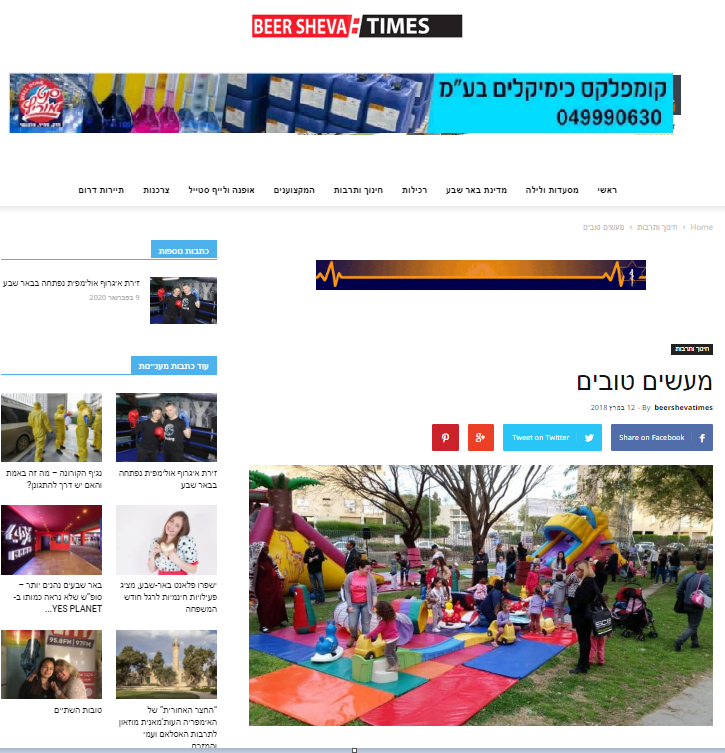 BEER SHEVA TIMES
קומפלקס כימיקלים בע"מ
049990630
ראשי מסעדות ולילה מדינת באר שבע רכילות חינוך ותרבות המקצוענים אופנה ולייף סטייל צרכנות תיירות דרום
Home › חינוך ותרבות › מעשים טובים
חינוך ותרבות
מעשים טובים
By beershevatimes - 12 במרץ 2018
Share on Facebook
Tweet on Twitter
כתבות נוספות
זירת איגרוף אולימפית נפתחה בבאר שבע
9 בפברואר 2020
עוד כתבות מעניינות
זירת איגרוף אולימפית נפתחה
בבאר שבע
נגיף הקורונה – מה זה באמת
והאם יש דרך להתגונן?
ישפרו פלאנט באר-שבע, מציג
פעילויות חינמיות לרגל חודש
המשפחה
באר שבעים נהנים יותר –
סופ"ש שלא נראה כמותו ב-
YES PLANET...
"החצר האחורית" של
האימפריה העות'מאנית מוזאון
לתרבות האסלאם ועמי
והמזרח
95.8FM | 97FM
טובות השתיים